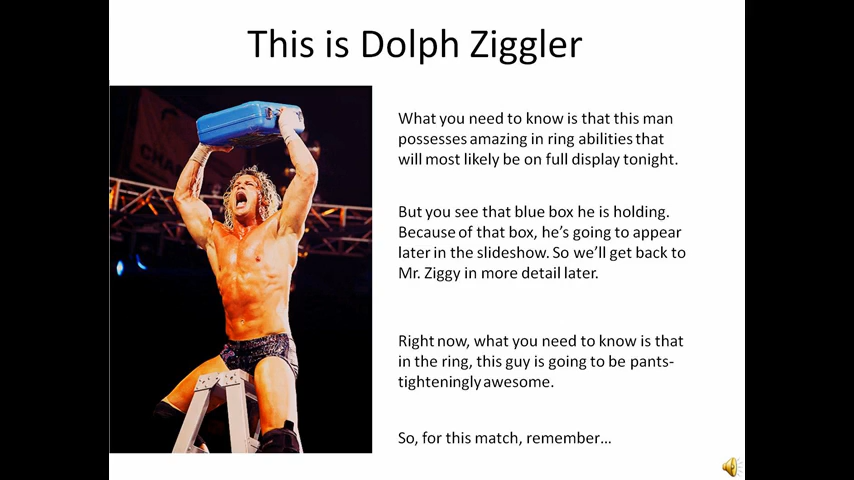 This is Dolph Ziggler
What you need to know is that this man
possesses amazing in ring abilities that
will most likely be on full display tonight.
But you see that blue box he is holding.
Because of that box, he's going to appear
later in the slideshow. So we'll get back to
Mr. Ziggy in more detail later.
Right now, what you need to know is that
in the ring, this guy is going to be pants-
tighteningly awesome.
So, for this match, remember…